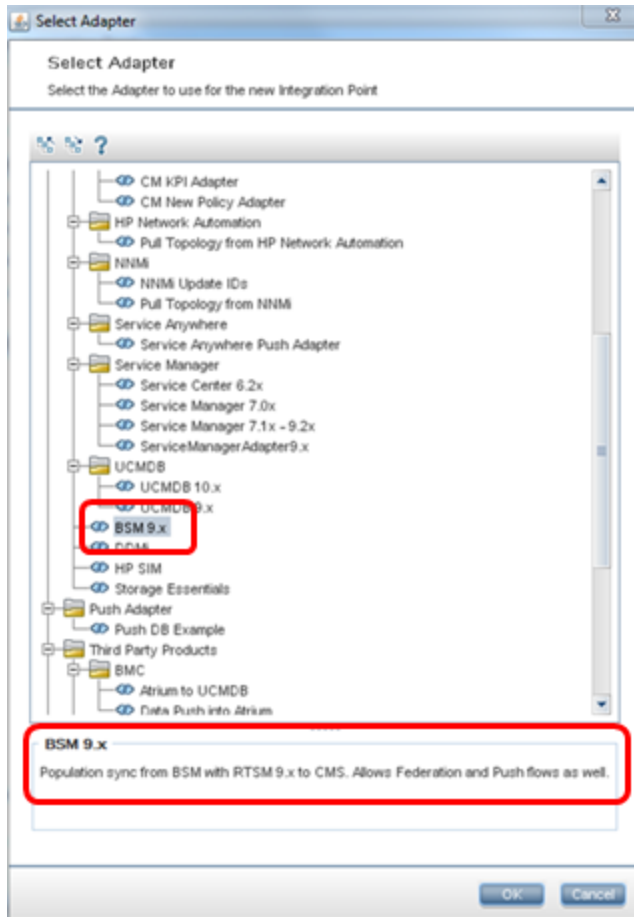 Select Adapter
Select Adapter
Select the Adapter to use for the new Integration Point
?
CM KPI Adapter
CM New Policy Adapter
HP Network Automation
Pull Topology from HP Network Automation
NNMi
NNMi Update IDs
Pull Topology from NNMi
Service Anywhere
Service Anywhere Push Adapter
Service Manager
Service Center 6.2x
Service Manager 7.0x
Service Manager 7.1x - 9.2x
ServiceManagerAdapter9.x
UCMDB
UCMDB 10.x
UCMDB 9.x
BSM 9.x
DDMi
HP SIM
Storage Essentials
Push Adapter
Push DB Example
Third Party Products
BMC
Atrium to UCMDB
Data Push into Atrium
BSM 9.x
Population sync from BSM with RTSM 9.x to CMS. Allows Federation and Push flows as well.
OK Cancel